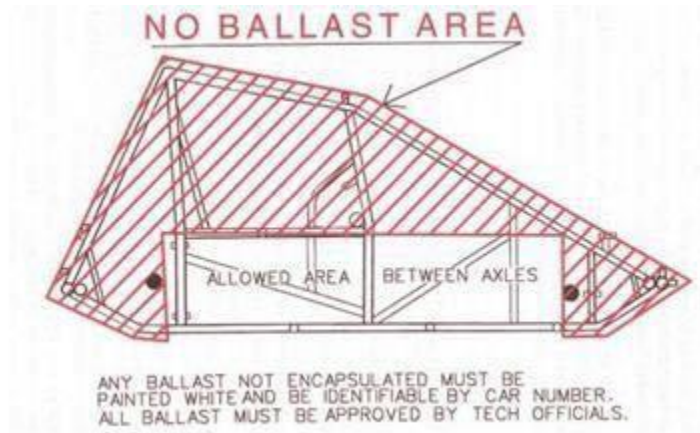 NO BALLAST AREA
ALLOWED AREA BETWEEN AXLES
ANY BALLAST NOT ENCAPSULATED MUST BE
PAINTED WHITE AND BE IDENTIFIABLE BY CAR NUMBER.
ALL BALLAST MUST BE APPROVED BY TECH OFFICIALS.